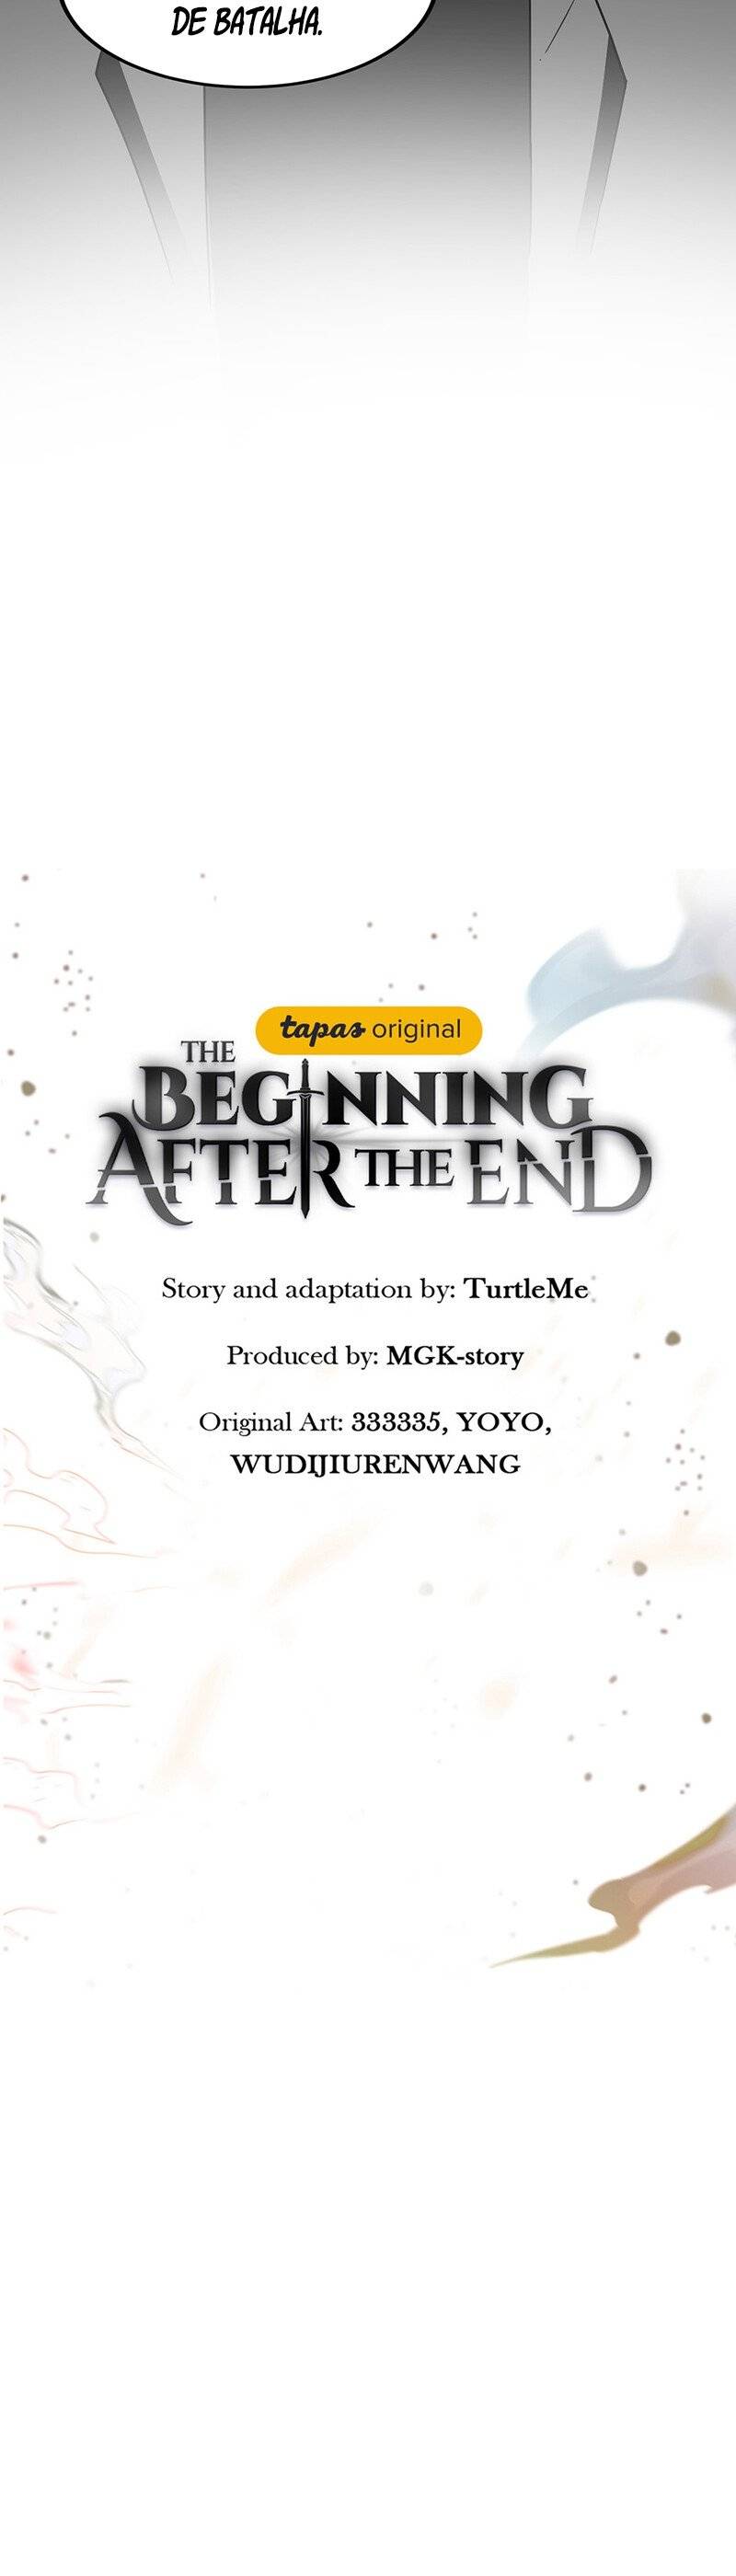 DE BATALHA.
tapas original
THE
BEGINNING
AFTER THE END
Story and adaptation by: TurtleMe
Produced by: MGK-story
Original Art: 333335, YOYO,
WUDIJIURENWANG